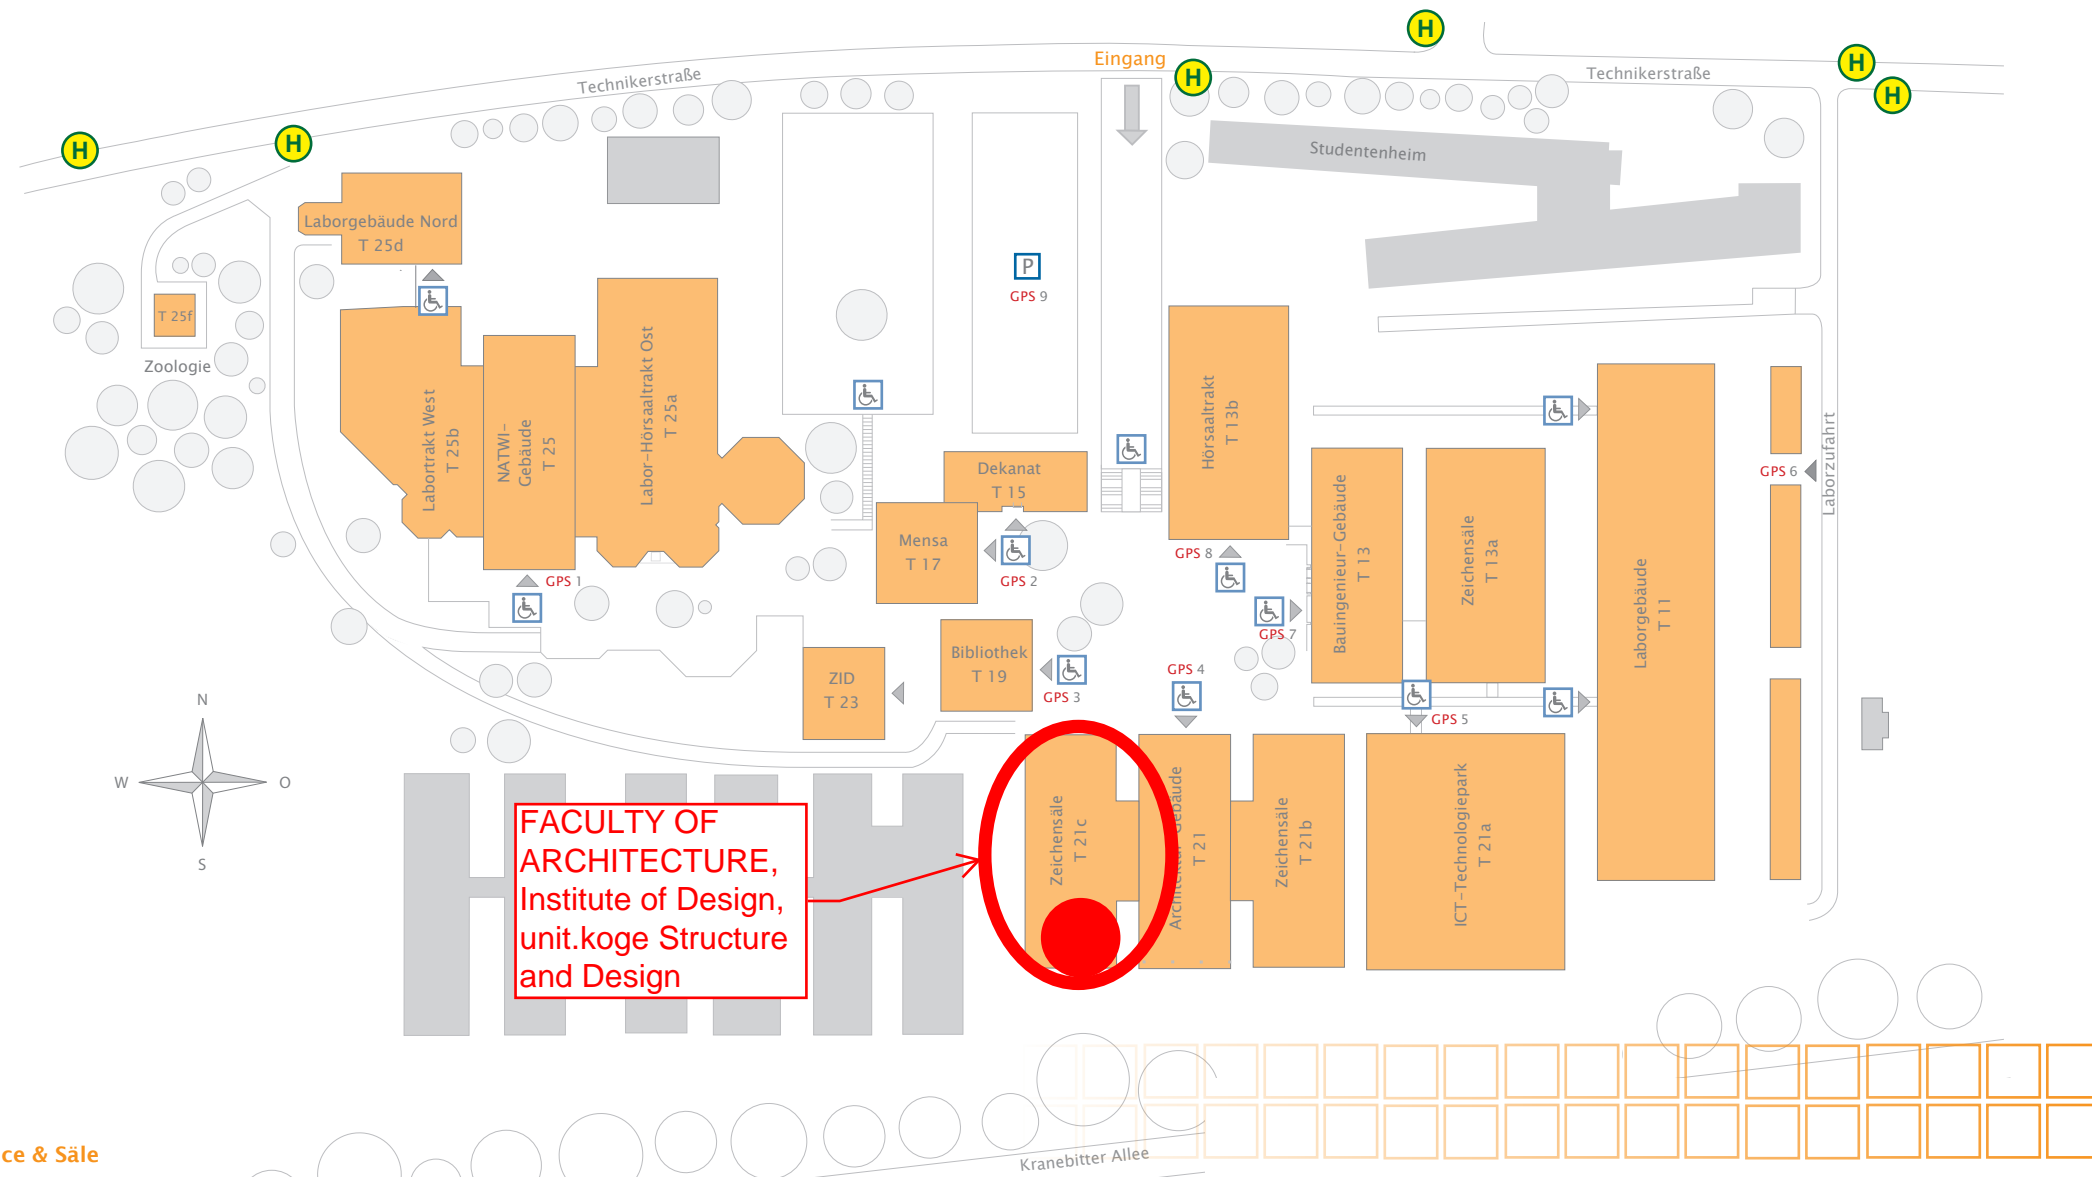 H
H
Eingang
H
Technikerstraße
Technikerstraße
H
H
H
Studentenheim
Laborgebäude Nord
T 25d
P
GPS 9
T 25f
Zoologie
Labortrakt West
T 25b
NATWI-
Gebäude
T 25
Labor-Hörsaaltrakt Ost
T 25a
Hörsaaltrakt
T 13b
Dekanat
T 15
Mensa
T 17
GPS 1
GPS 2
GPS 8
GPS 7
Bauingenieur-Gebäude
T 13
Zeichensäle
T 13a
Laborgebäude
T 11
GPS 6
Laborzufahrt
Bibliothek
T 19
GPS 3
ZID
T 23
GPS 4
GPS 5
N
W
O
S
Zeichensäle
T 21c
Architektur-Gebäude
T 21
Zeichensäle
T 21b
ICT-Technologiepark
T 21a
FACULTY OF
ARCHITECTURE,
Institute of Design,
unit.koge Structure
and Design
ce & Säle
Kranebitter Allee